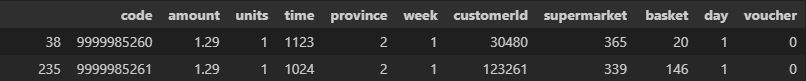 code amount units time province week customerId supermarket basket day voucher
38 9999985260 1.29 1 1123 2 1 30480 365 20 1 0
235 9999985261 1.29 1 1024 2 1 123261 339 146 1 0